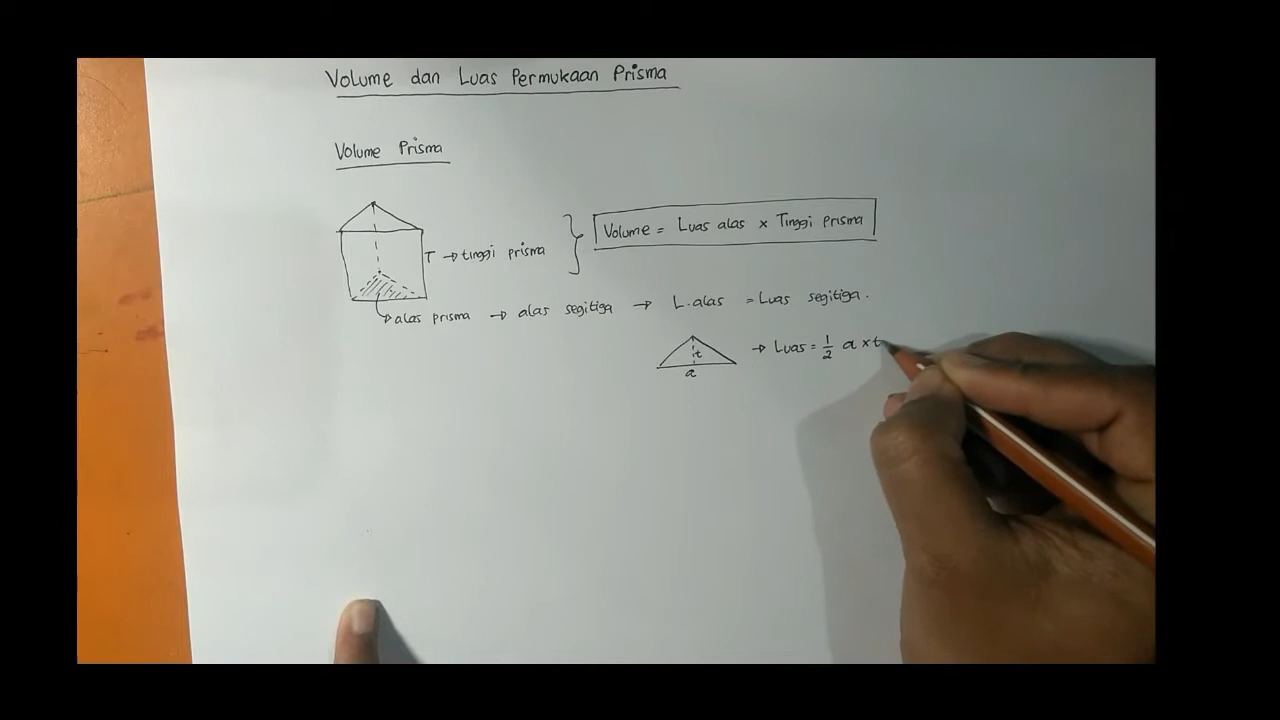 Volume dan Luas Permukaan Prisma
Volume Prisma
T → tinggi prisma } Volume = Luas alas x Tinggi prisma
alas prisma → alas segitiga → L.alas = Luas segitiga.
t → Luas = 1/2 a x t
a